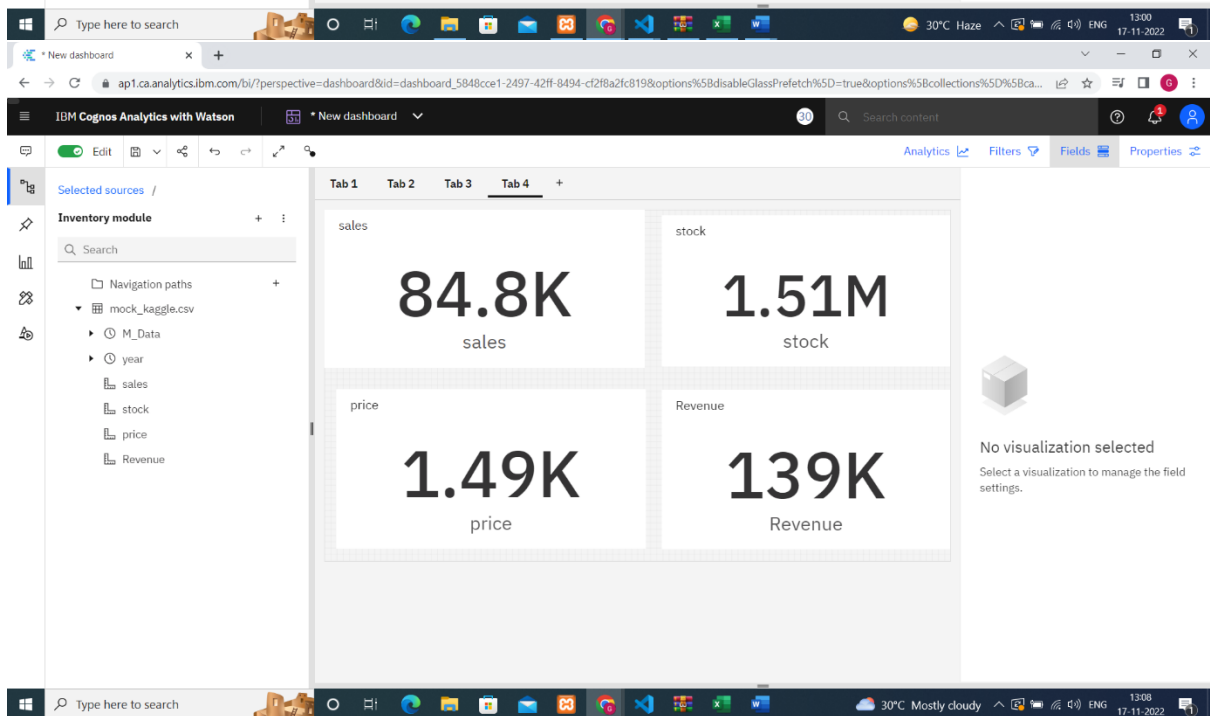 Type here to search 30°C Haze ENG 13:00
17-11-2022
* New dashboard
ap1.ca.analytics.ibm.com/bi/?perspective=dashboard&id=dashboard_5848cce1-2497-42ff-8494-cf2f8a2fc819&options%5BdisableGlassPrefetch%5D=true&options%5Bcollections%5D%5Bca... G
IBM Cognos Analytics with Watson * New dashboard 30 Search content 1
Edit Analytics Filters Fields Properties
Selected sources / Tab 1 Tab 2 Tab 3 Tab 4 +
Inventory module
Search
Navigation paths
mock_kaggle.csv
M_Data
year
sales
stock
price
Revenue
sales
84.8K
sales
stock
1.51M
stock
price
1.49K
price
Revenue
139K
Revenue
No visualization selected
Select a visualization to manage the field
settings.
Type here to search 30°C Mostly cloudy ENG 13:08
17-11-2022